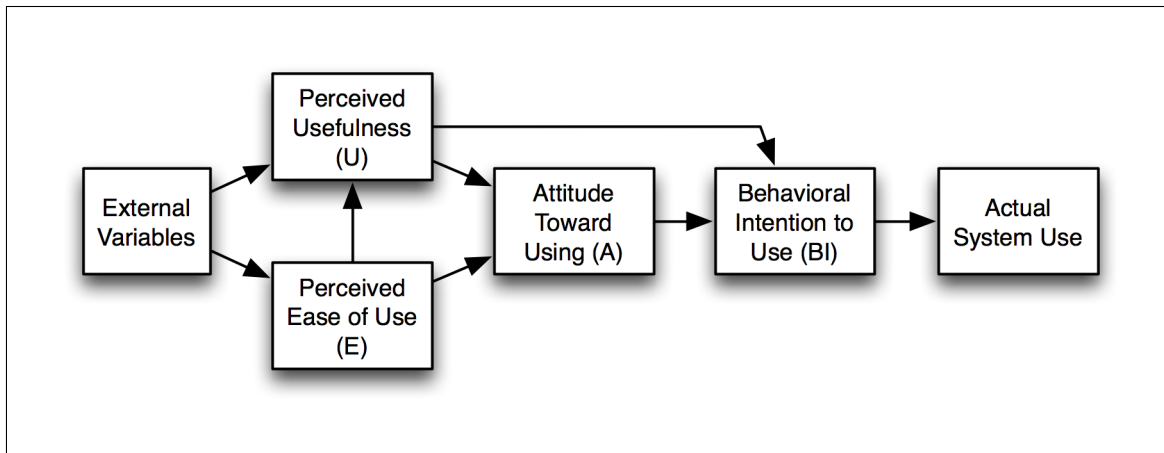 External
Variables
Perceived
Usefulness
(U)
Perceived
Ease of Use
(E)
Attitude
Toward
Using (A)
Behavioral
Intention to
Use (BI)
Actual
System Use